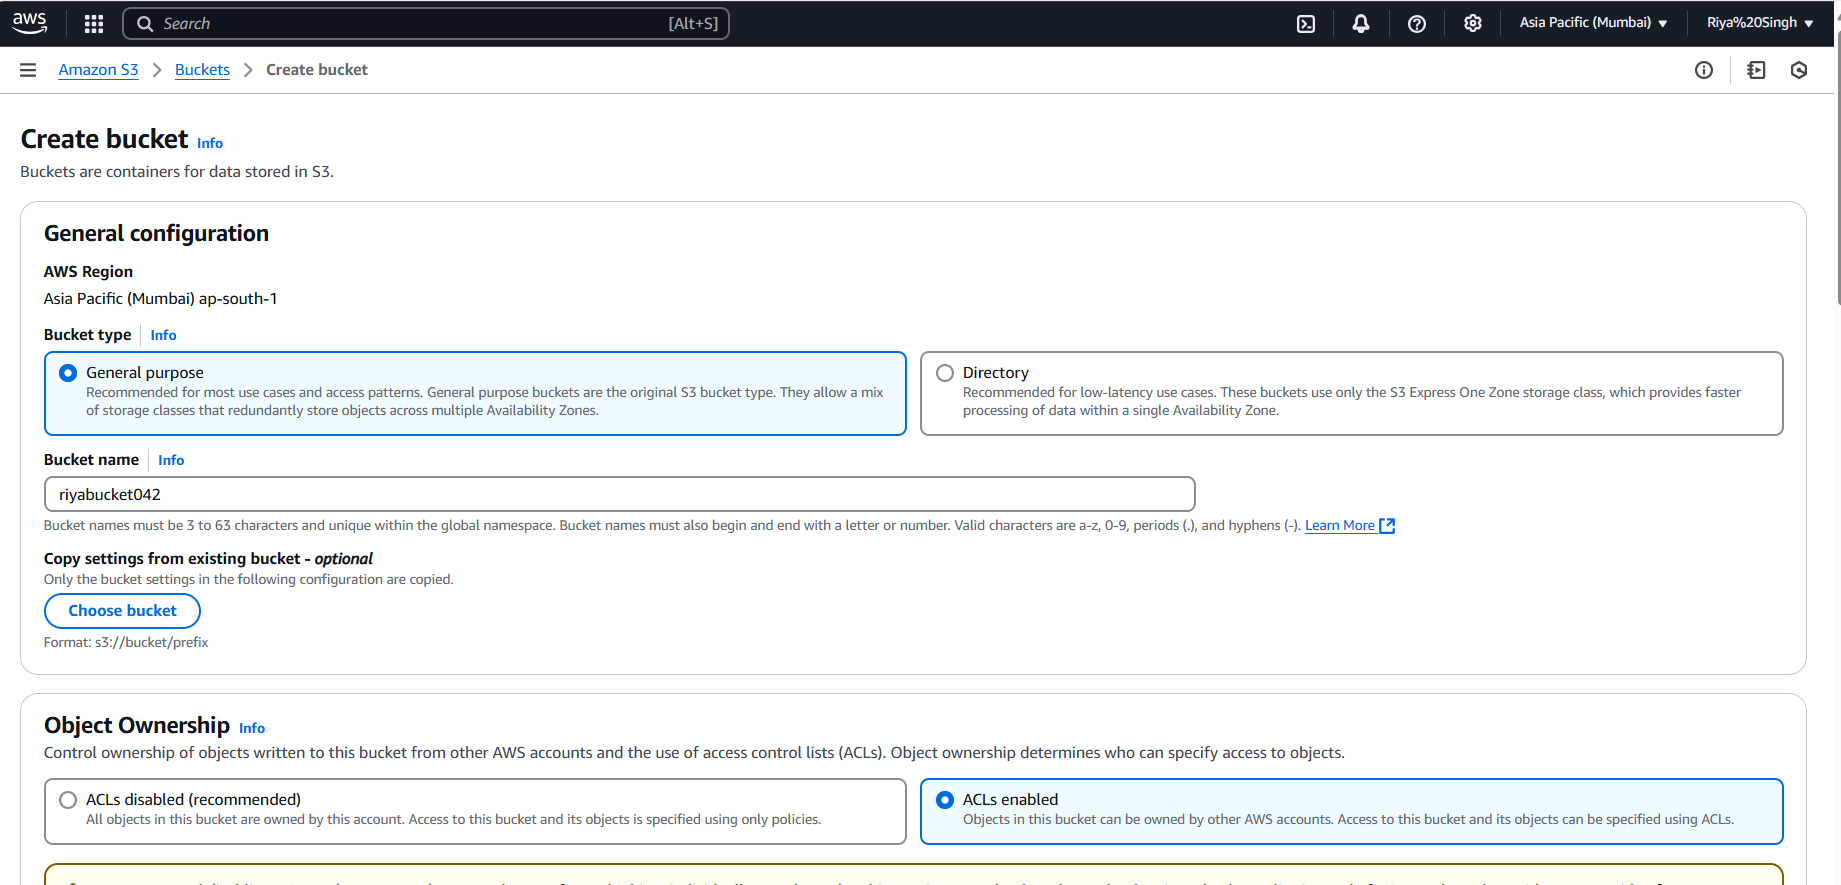 aws
Search [Alt+S]
Asia Pacific (Mumbai)
Riya%20Singh
Amazon S3 Buckets Create bucket
Create bucket Info
Buckets are containers for data stored in S3.
General configuration
AWS Region
Asia Pacific (Mumbai) ap-south-1
Bucket type Info
General purpose
Recommended for most use cases and access patterns. General purpose buckets are the original S3 bucket type. They allow a mix
of storage classes that redundantly store objects across multiple Availability Zones.
Directory
Recommended for low-latency use cases. These buckets use only the S3 Express One Zone storage class, which provides faster
processing of data within a single Availability Zone.
Bucket name Info
riyabucket042
Bucket names must be 3 to 63 characters and unique within the global namespace. Bucket names must also begin and end with a letter or number. Valid characters are a-z, 0-9, periods (.), and hyphens (-). Learn More
Copy settings from existing bucket - optional
Only the bucket settings in the following configuration are copied.
Choose bucket
Format: s3://bucket/prefix
Object Ownership Info
Control ownership of objects written to this bucket from other AWS accounts and the use of access control lists (ACLs). Object ownership determines who can specify access to objects.
ACLs disabled (recommended)
All objects in this bucket are owned by this account. Access to this bucket and its objects is specified using only policies.
ACLs enabled
Objects in this bucket can be owned by other AWS accounts. Access to this bucket and its objects can be specified using ACLs.